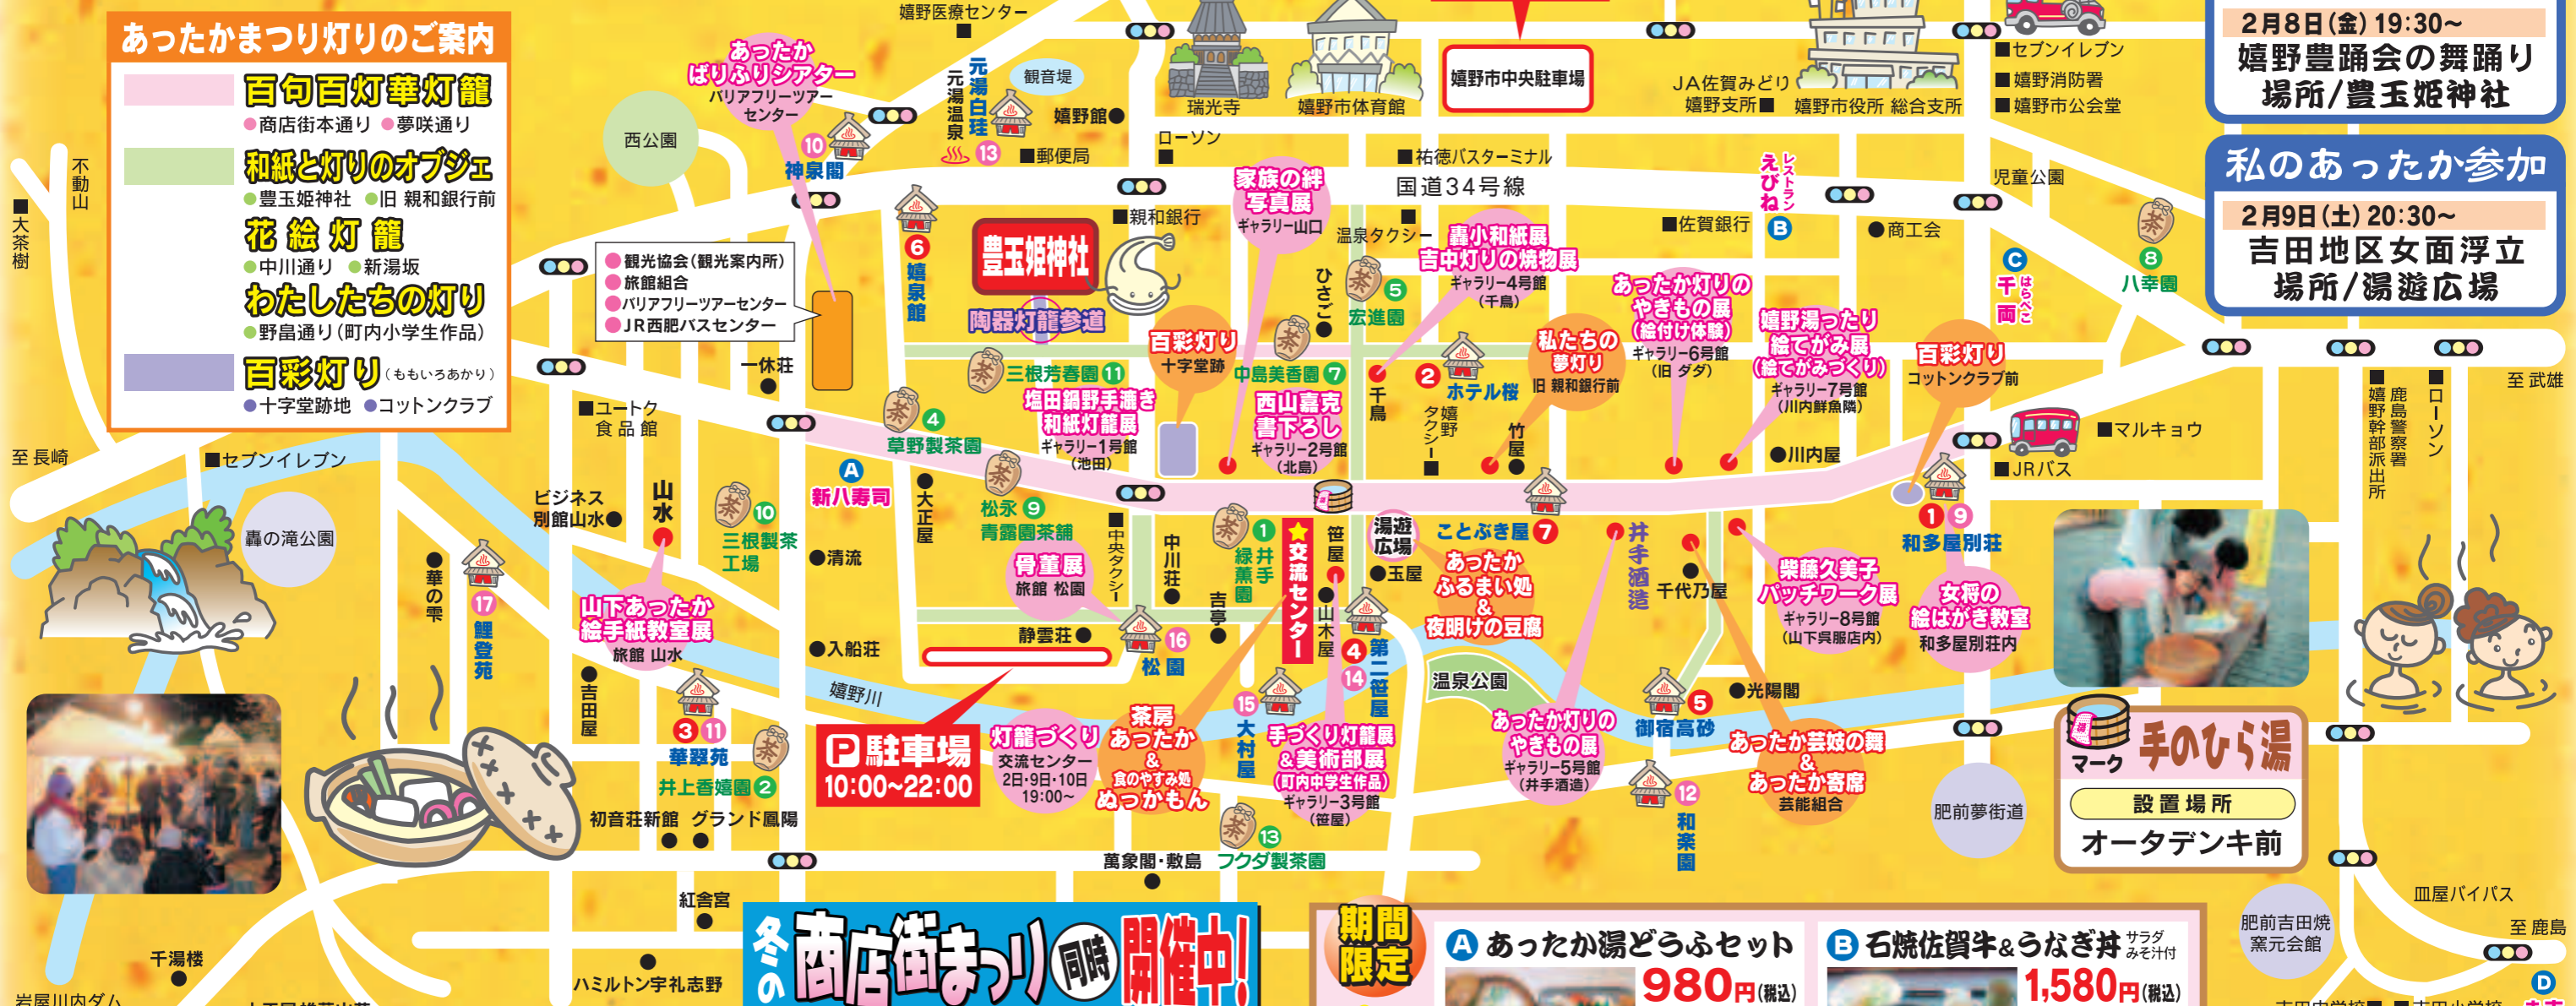 あったかまつり灯りのご案内
百句百灯華灯籠
●商店街本通り ●夢咲通り
和紙と灯りのオブジェ
●豊玉姫神社 ●旧 親和銀行前
花絵灯籠
●中川通り ●新湯坂
わたしたちの灯り
●野畠通り(町内小学生作品)
百彩灯り(ももいろあかり)
●十字堂跡地 ●コットンクラブ
不動山
■大茶樹
至 長崎
■セブンイレブン
轟の滝公園
嬉野医療センター
■
あったか
ばりふりシアター
バリアフリーツアー
センター
西公園
10
神泉閣
元湯白珪
元湯温泉
13
観音堤
嬉野館●
■郵便局
瑞光寺
嬉野市体育館
嬉野市中央駐車場
ローソン
■
■祐徳バスターミナル
国道34号線
JA佐賀みどり
嬉野支所■
嬉野市役所 総合支所
■セブンイレブン
■嬉野消防署
■嬉野市公会堂
2月8日(金)19:30~
嬉野豊踊会の舞踊り
場所/豊玉姫神社
私のあったか参加
2月9日(土)20:30~
吉田地区女面浮立
場所/湯遊広場
●観光協会(観光案内所)
●旅館組合
●バリアフリーツアーセンター
●JR西肥バスセンター
一休荘
●
6
嬉泉館
豊玉姫神社
陶器灯籠参道
■親和銀行
家族の絆
写真展
ギャラリー山口
温泉タクシー
■
轟小和紙展
吉中灯りの焼物展
ギャラリー4号館
(千鳥)
ひさご●
茶
5
宏進園
■佐賀銀行
レストラン
えびね
B
●商工会
児童公園
C
はらぺこ
千両
茶
8
八幸園
あったか灯りの
やきもの展
(絵付け体験)
ギャラリー6号館
(旧 ダダ)
嬉野湯ったり
絵てがみ展
(絵てがみづくり)
ギャラリー7号館
(川内鮮魚隣)
百彩灯り
コットンクラブ前
百彩灯り
十字堂跡
茶
三根芳春園 11
茶
中島美香園 7
塩田鍋野手漉き
和紙灯籠展
ギャラリー1号館
(池田)
西山嘉克
書下ろし
ギャラリー2号館
(北島)
千鳥
2
ホテル桜
嬉野
タクシー■
私たちの
夢灯り
旧 親和銀行前
竹屋●
●川内屋
■マルキョウ
■JRバス
■嬉野幹部派出所
鹿島警察署
■ローソン
至 武雄
■ユートク
食品館
茶
4
草野製茶園
A
新八寿司
●大正屋
茶
松永 9
青露園茶舗
ビジネス
別館山水●
山水
茶
10
三根製茶
工場
●清流
●華の雫
17
鯉登苑
山下あったか
絵手紙教室展
旅館 山水
●入船荘
●吉田屋
骨董展
旅館 松園
■中央タクシー
中川荘●
静雲荘●
16
松園
吉亭●
茶
1
井手
緑薫園
★交流センター
笹屋
●山木屋
湯遊
広場
●玉屋
4
14
第二笹屋
ことぶき屋 7
あったか
ふるまい処
&
夜明けの豆腐
井手酒造
●
千代乃屋
柴藤久美子
パッチワーク展
ギャラリー8号館
(山下呉服店内)
1 9
和多屋別荘
女将の
絵はがき教室
和多屋別荘内
嬉野川
温泉公園
3 11
華翠苑
茶
井上香嬉園 2
P駐車場
10:00~22:00
灯籠づくり
交流センター
2日・9日・10日
19:00~
茶房
あったか
&
食のやすみ処
ぬっかもん
15
大村屋
手づくり灯籠展
&美術部展
(町内中学生作品)
ギャラリー3号館
(笹屋)
あったか灯りの
やきもの展
ギャラリー5号館
(井手酒造)
5
御宿高砂
●光陽閣
あったか芸妓の舞
&
あったか寄席
芸能組合
12
和楽園
肥前夢街道
手のひら湯
マーク
設置場所
オータデンキ前
初音荘新館
●
グランド鳳陽
●
萬象閣・敷島
●
茶
13
フクダ製茶園
紅舎宮
●
千湯楼
●
岩屋川内ダム
●
ハミルトン宇礼志野
冬の商店街まつり 同時 開催中!
期間
限定
A あったか湯どうふセット
980円(税込)
B 石焼佐賀牛&うなぎ丼 サラダ
みそ汁付
1,580円(税込)
肥前吉田焼
窯元会館
皿屋バイパス
至 鹿島
D